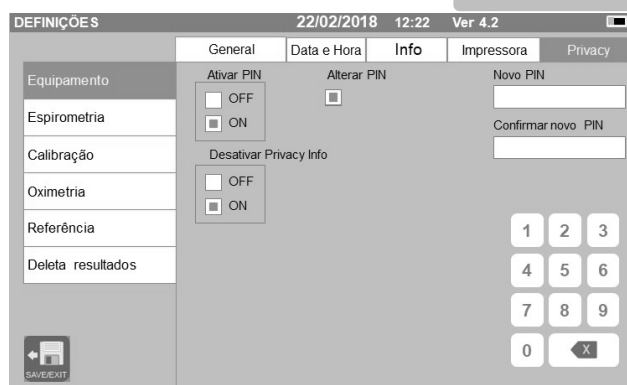 DEFINIÇÕES 22/02/2018 12:22 Ver 4.2
General Data e Hora Info Impressora Privacy
Equipamento
Espirometria
Calibração
Oximetria
Referência
Deleta resultados
Ativar PIN
OFF
ON
Alterar PIN
Desativar Privacy Info
OFF
ON
Novo PIN
Confirmar novo PIN
1 2 3
4 5 6
7 8 9
0 X
SAVE/EXIT